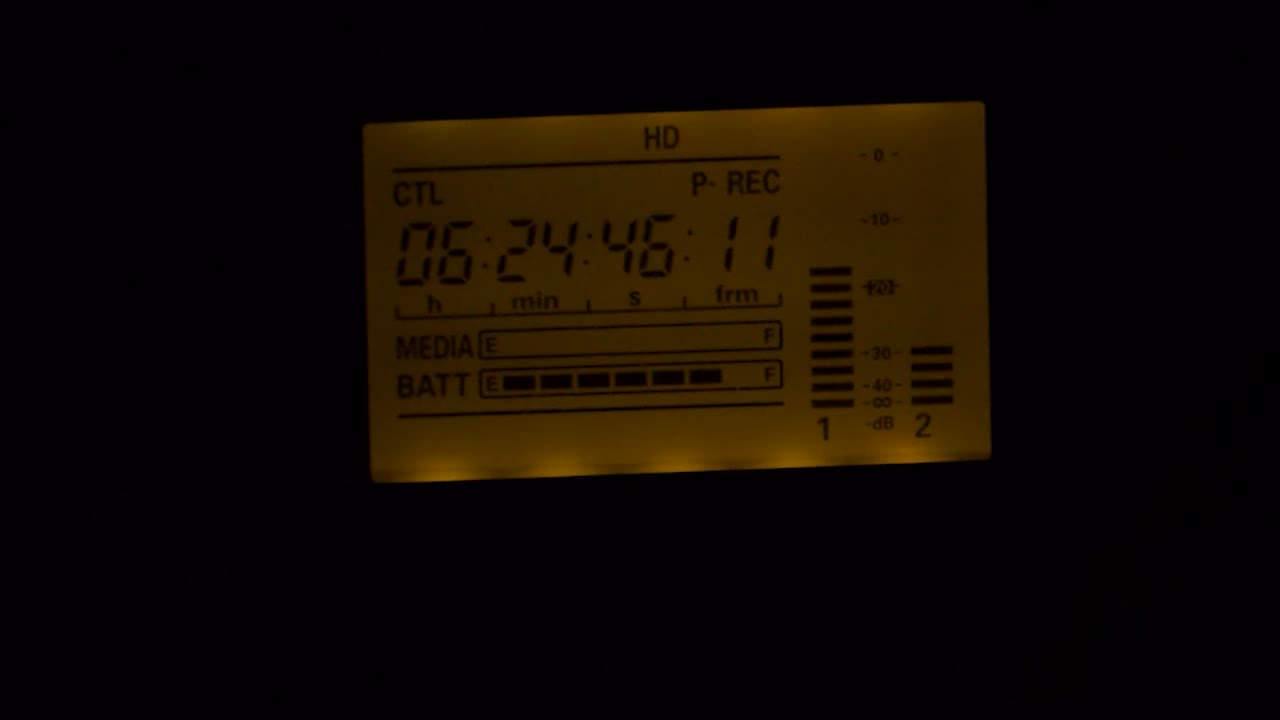 HD
CTL P- REC
06:24:46:11
h min s frm
MEDIA E F
BATT E F
- 0 -
-10-
-20-
-30-
-40-
-∞-
1 -dB 2